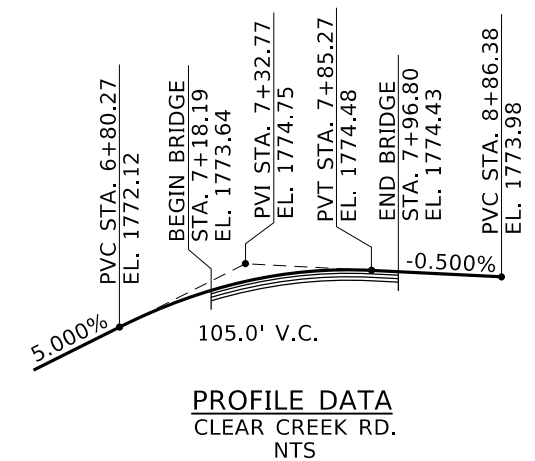 PVC STA. 6+80.27
EL. 1772.12
BEGIN BRIDGE
STA. 7+18.19
EL. 1773.64
PVI STA. 7+32.77
EL. 1774.75
PVT STA. 7+85.27
EL. 1774.48
END BRIDGE
STA. 7+96.80
EL. 1774.43
PVC STA. 8+86.38
EL. 1773.98
5.000%
-0.500%
105.0' V.C.
PROFILE DATA
CLEAR CREEK RD.
NTS